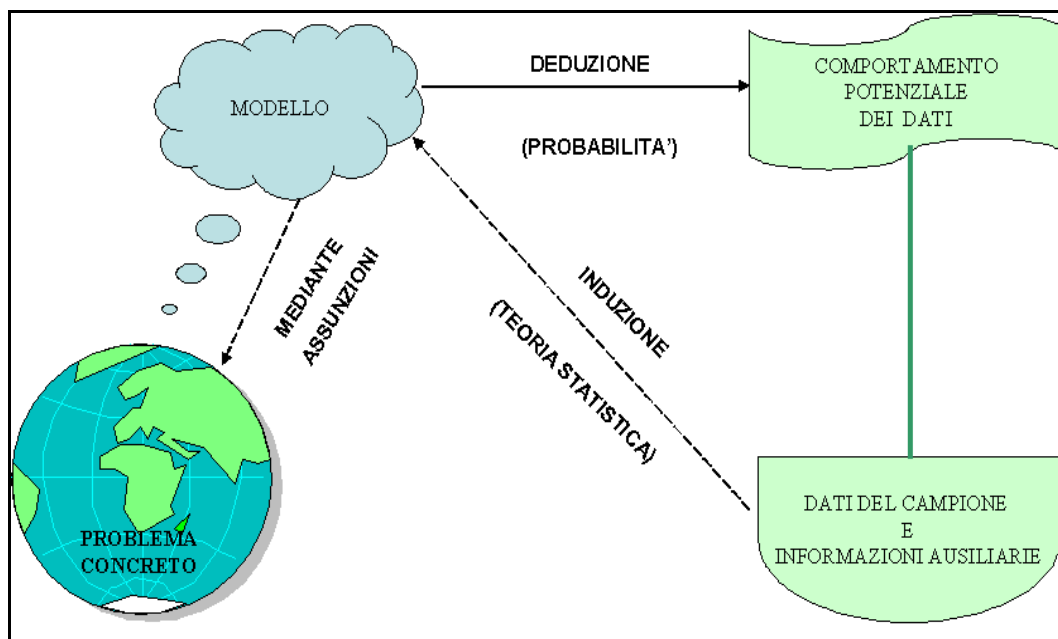 MODELLO
DEDUZIONE
(PROBABILITA’)
COMPORTAMENTO
POTENZIALE
DEI DATI
MEDIANTE
ASSUNZIONI
INDUZIONE
(TEORIA STATISTICA)
PROBLEMA
CONCRETO
DATI DEL CAMPIONE
E
INFORMAZIONI AUSILIARIE